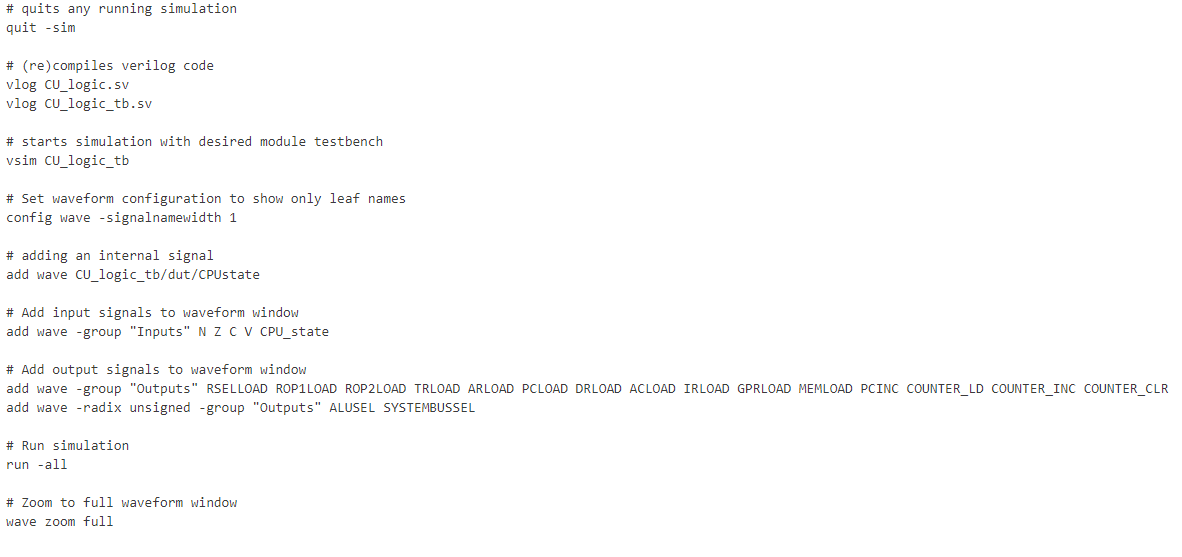 # quits any running simulation
quit -sim
# (re)compiles verilog code
vlog CU_logic.sv
vlog CU_logic_tb.sv
# starts simulation with desired module testbench
vsim CU_logic_tb
# Set waveform configuration to show only leaf names
config wave -signalnamewidth 1
# adding an internal signal
add wave CU_logic_tb/dut/CPUstate
# Add input signals to waveform window
add wave -group "Inputs" N Z C V CPU_state
# Add output signals to waveform window
add wave -group "Outputs" RSELLOAD ROP1LOAD ROP2LOAD TRLOAD ARLOAD PCLOAD DRLOAD ACLOAD IRLOAD GPRLOAD MEMLOAD PCINC COUNTER_LD COUNTER_INC COUNTER_CLR
add wave -radix unsigned -group "Outputs" ALUSEL SYSTEMBUSSEL
# Run simulation
run -all
# Zoom to full waveform window
wave zoom full